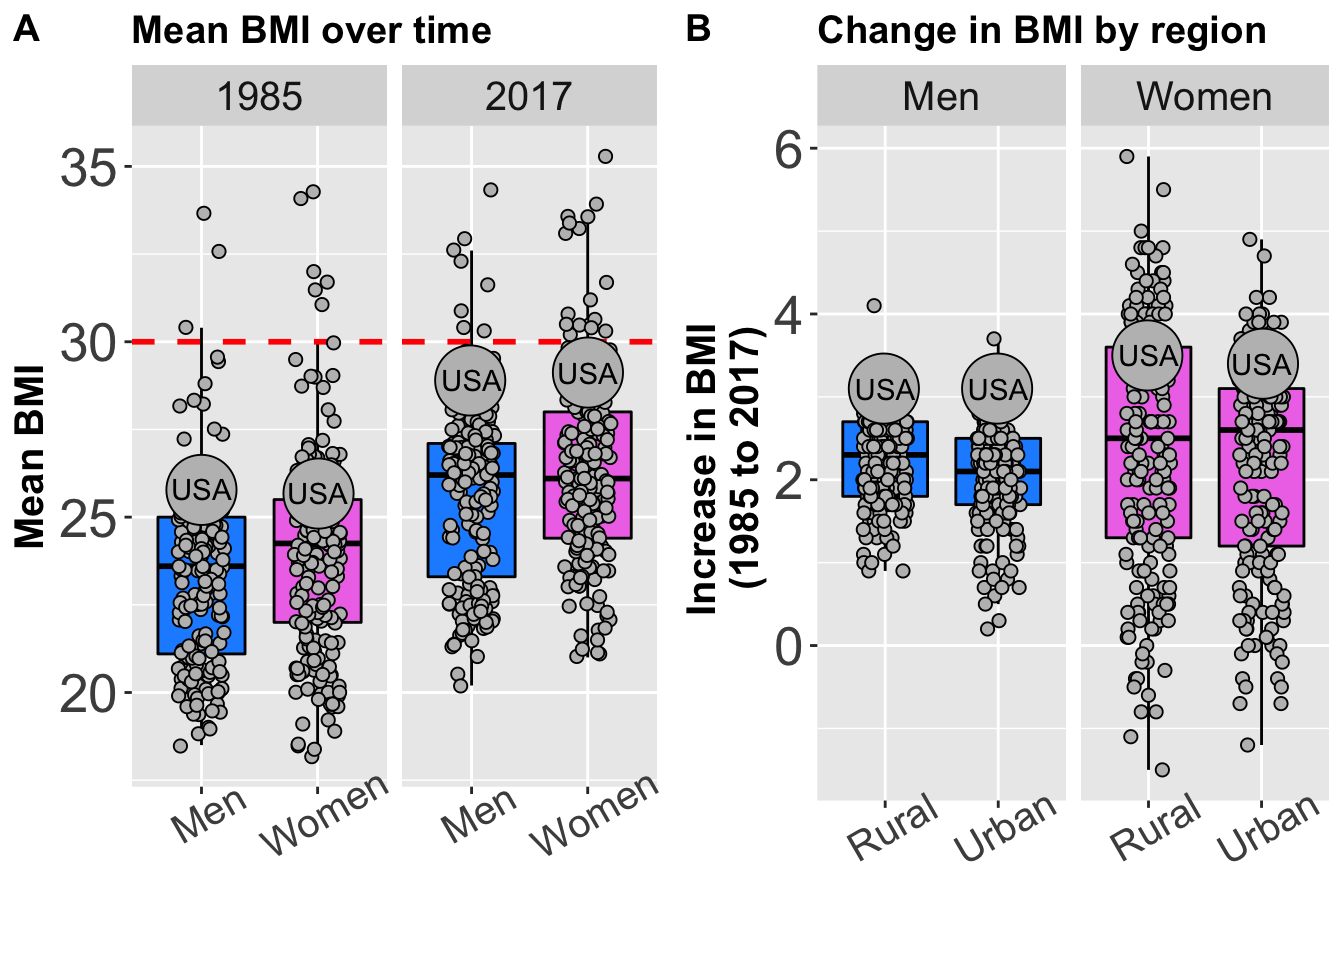 A Mean BMI over time
1985 2017
Mean BMI
35
30
25
20
USA USA USA USA
Men Women Men Women
B Change in BMI by region
Men Women
Increase in BMI
(1985 to 2017)
6
4
2
0
USA USA USA USA
Rural Urban Rural Urban